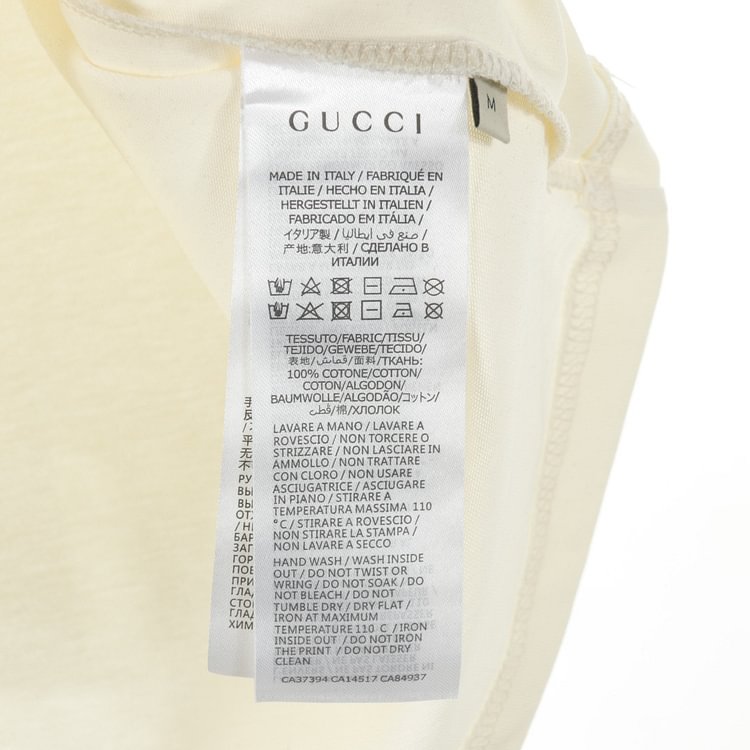 GUCCI
M
MADE IN ITALY / FABRIQUÉ EN
ITALIE / HECHO EN ITALIA /
HERGESTELLT IN ITALIEN /
FABRICADO EM ITÁLIA /
イタリア製 / صنع في ايطاليا /
产地:意大利 / СДЕЛАНО В
ИТАЛИИ
TESSUTO/FABRIC/TISSU/
TEJIDO/GEWEBE/TECIDO/
表地/قماش/面料/ТКАНЬ:
100% COTONE/COTTON/
COTON/ALGODON/
BAUMWOLLE/ALGODÃO/コットン/
قطن/棉/ХЛОПОК
LAVARE A MANO / LAVARE A
ROVESCIO / NON TORCERE O
STRIZZARE / NON LASCIARE IN
AMMOLLO / NON TRATTARE
CON CLORO / NON USARE
ASCIUGATRICE / ASCIUGARE
IN PIANO / STIRARE A
TEMPERATURA MASSIMA 110
°C / STIRARE A ROVESCIO /
NON STIRARE LA STAMPA /
NON LAVARE A SECCO
HAND WASH / WASH INSIDE
OUT / DO NOT TWIST OR
WRING / DO NOT SOAK / DO
NOT BLEACH / DO NOT
TUMBLE DRY / DRY FLAT /
IRON AT MAXIMUM
TEMPERATURE 110 C / IRON
INSIDE OUT / DO NOT IRON
THE PRINT / DO NOT DRY
CLEAN
CA37394 CA14517 CA84937